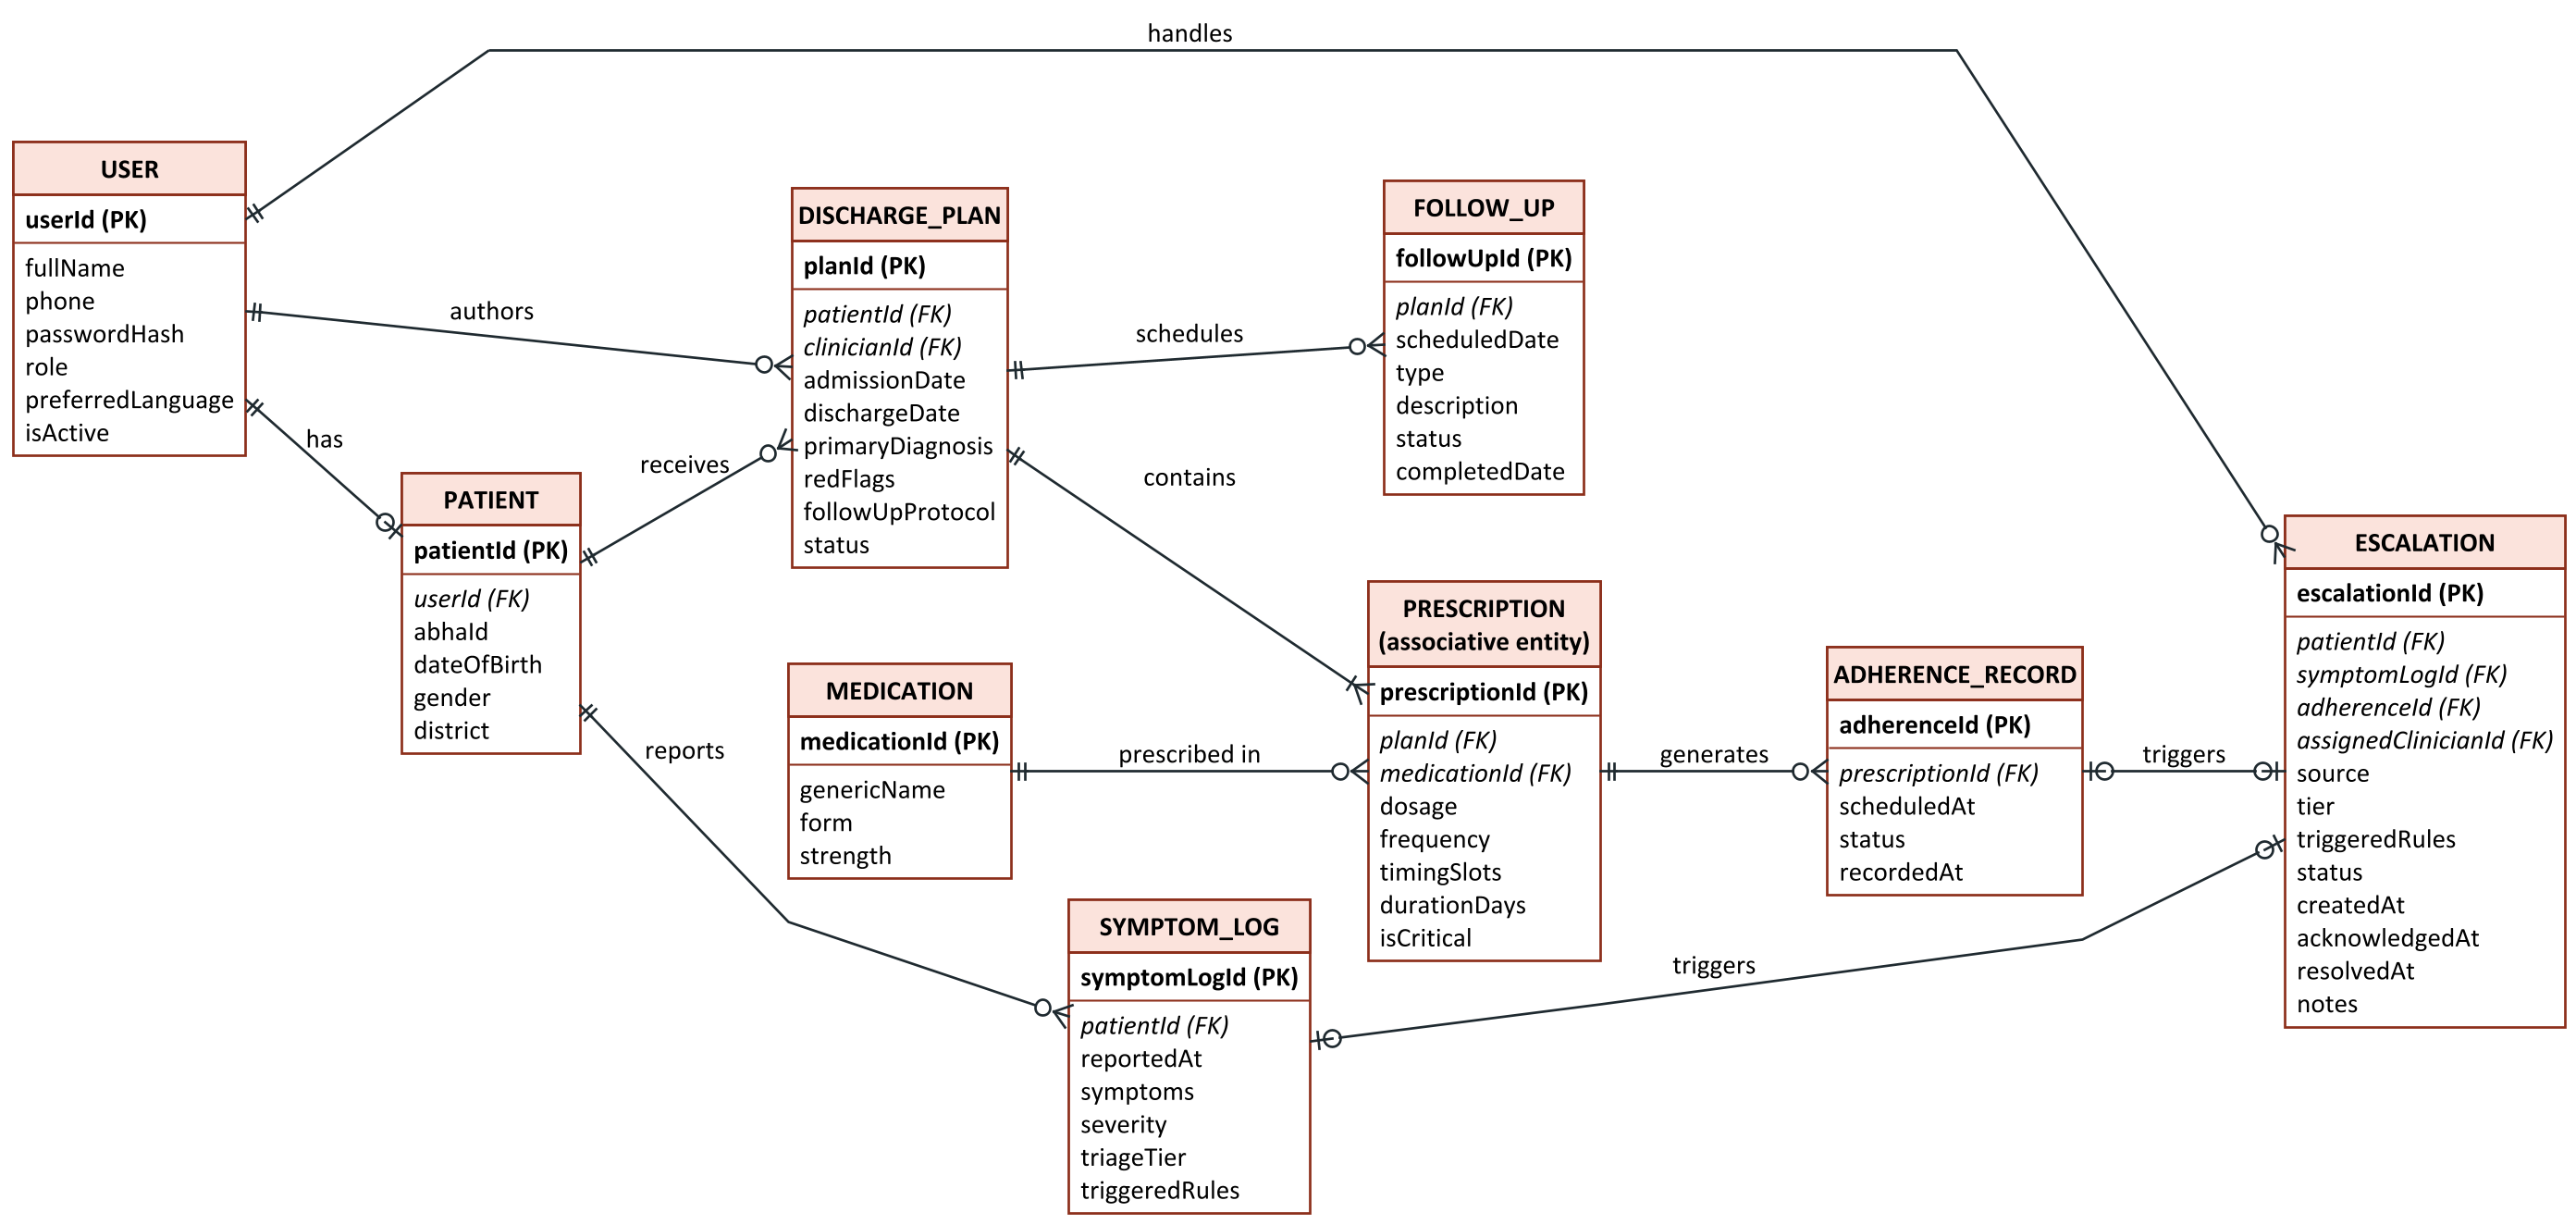 handles
USER
userId (PK)
fullName
phone
passwordHash
role
preferredLanguage
isActive
authors
has
receives
reports
PATIENT
patientId (PK)
userId (FK)
abhaId
dateOfBirth
gender
district
DISCHARGE_PLAN
planId (PK)
patientId (FK)
clinicianId (FK)
admissionDate
dischargeDate
primaryDiagnosis
redFlags
followUpProtocol
status
schedules
contains
FOLLOW_UP
followUpId (PK)
planId (FK)
scheduledDate
type
description
status
completedDate
MEDICATION
medicationId (PK)
genericName
form
strength
prescribed in
PRESCRIPTION
(associative entity)
prescriptionId (PK)
planId (FK)
medicationId (FK)
dosage
frequency
timingSlots
durationDays
isCritical
generates
ADHERENCE_RECORD
adherenceId (PK)
prescriptionId (FK)
scheduledAt
status
recordedAt
triggers
SYMPTOM_LOG
symptomLogId (PK)
patientId (FK)
reportedAt
symptoms
severity
triageTier
triggeredRules
triggers
ESCALATION
escalationId (PK)
patientId (FK)
symptomLogId (FK)
adherenceId (FK)
assignedClinicianId (FK)
source
tier
triggeredRules
status
createdAt
acknowledgedAt
resolvedAt
notes